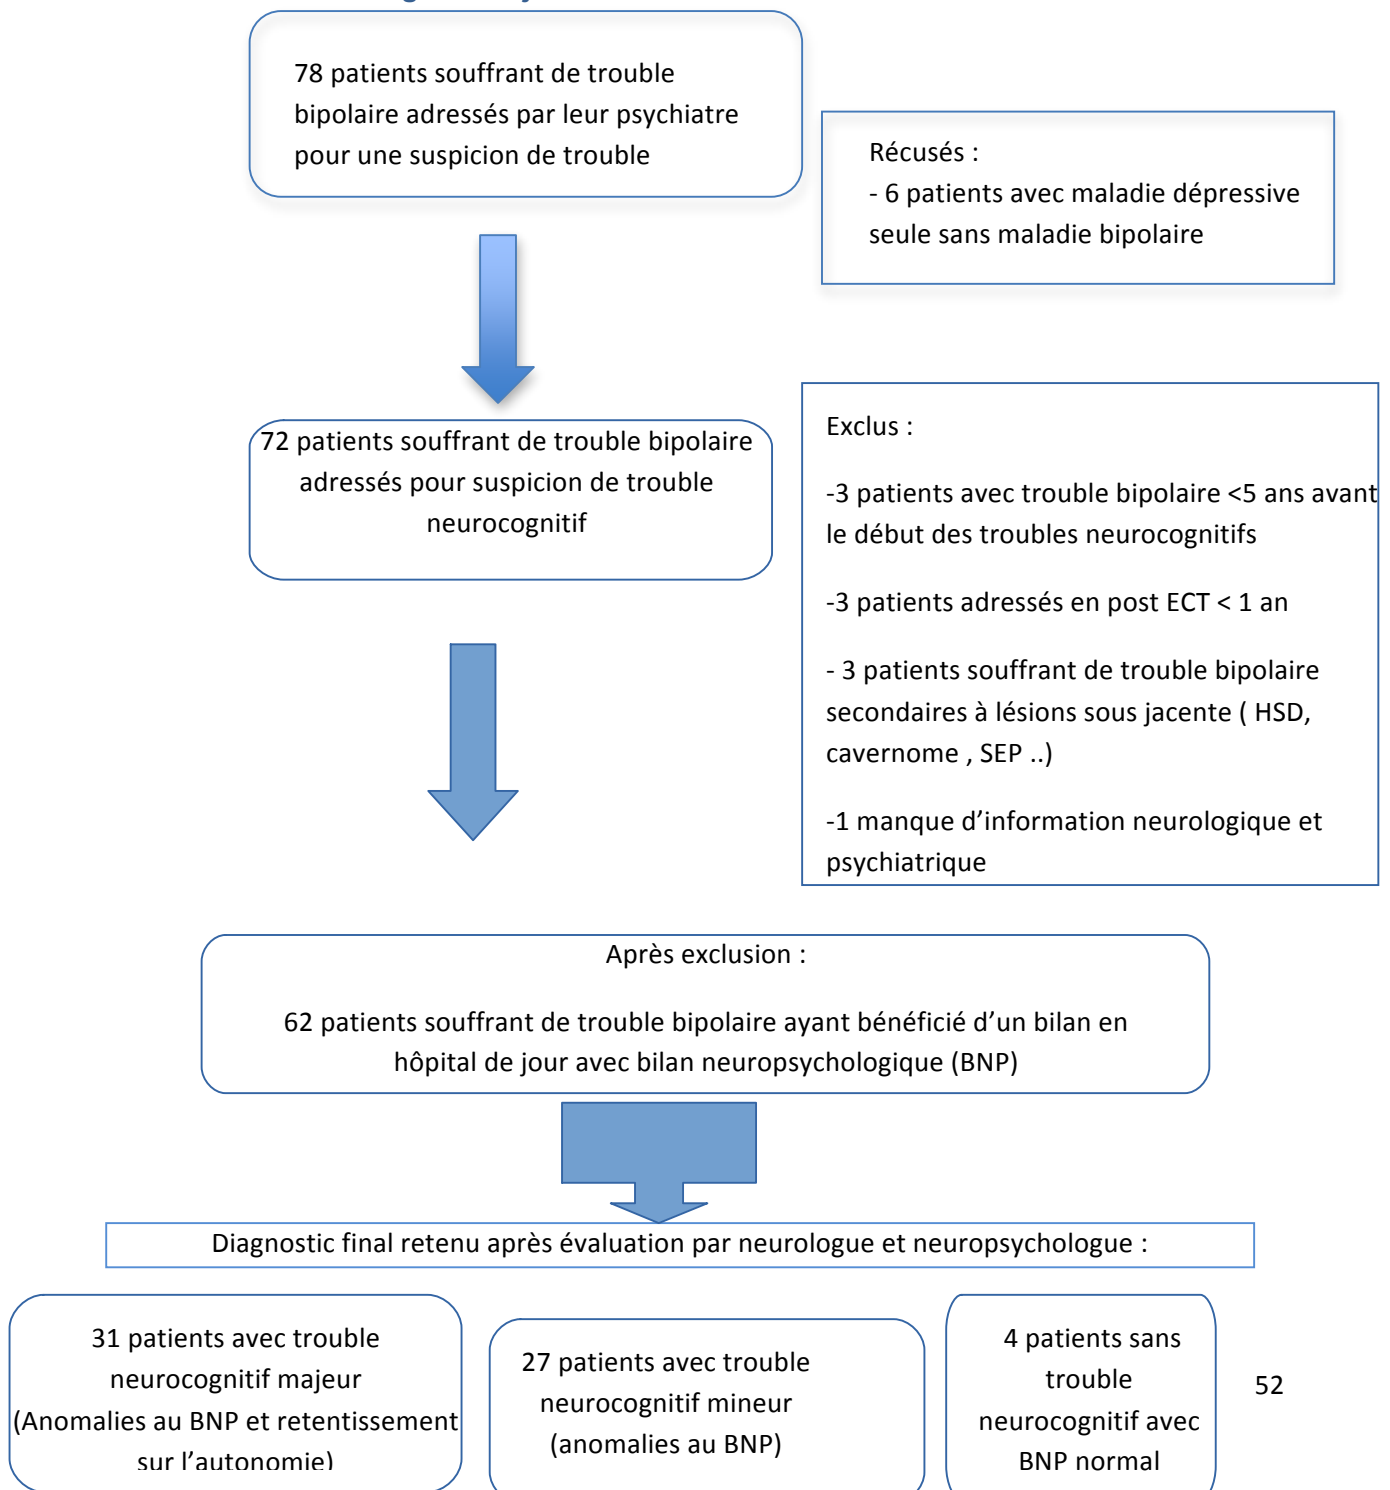 78 patients souffrant de trouble
bipolaire adressés par leur psychiatre
pour une suspicion de trouble
Récusés :
- 6 patients avec maladie dépressive
seule sans maladie bipolaire
72 patients souffrant de trouble bipolaire
adressés pour suspicion de trouble
neurocognitif
Exclus :
-3 patients avec trouble bipolaire <5 ans avant
le début des troubles neurocognitifs
-3 patients adressés en post ECT < 1 an
- 3 patients souffrant de trouble bipolaire
secondaires à lésions sous jacente ( HSD,
cavernome , SEP ..)
-1 manque d’information neurologique et
psychiatrique
Après exclusion :
62 patients souffrant de trouble bipolaire ayant bénéficié d’un bilan en
hôpital de jour avec bilan neuropsychologique (BNP)
Diagnostic final retenu après évaluation par neurologue et neuropsychologue :
31 patients avec trouble
neurocognitif majeur
(Anomalies au BNP et retentissement
sur l’autonomie)
27 patients avec trouble
neurocognitif mineur
(anomalies au BNP)
4 patients sans
trouble
neurocognitif avec
BNP normal
52